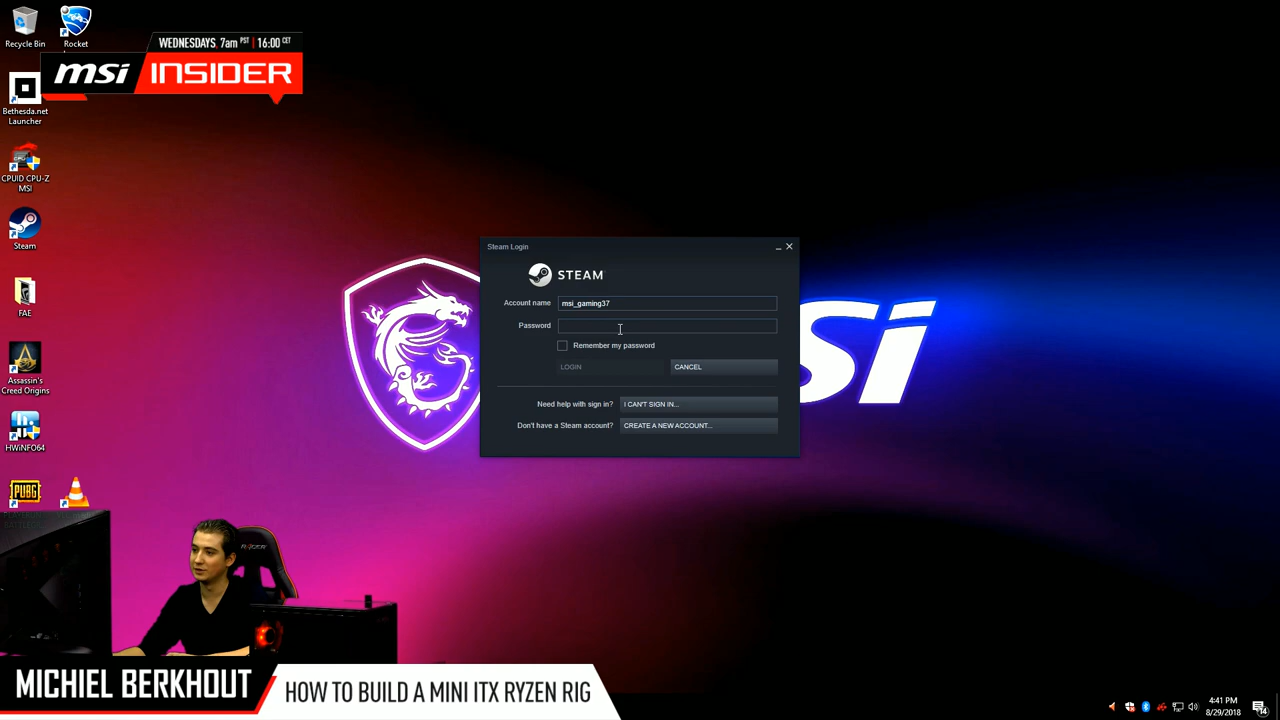 Recycle Bin
Rocket
WEDNESDAYS, 7am PST | 16:00 CET
msi INSIDER
Bethesda.net
Launcher
CPUID CPU-Z
MSI
Steam
FAE
Assassin's
Creed Origins
HWiNFO64
PUBG
Steam Login
STEAM
Account name
msi_gaming37
Password
Remember my password
LOGIN
CANCEL
Need help with sign in?
I CAN'T SIGN IN...
Don't have a Steam account?
CREATE A NEW ACCOUNT...
si
MICHIEL BERKHOUT
HOW TO BUILD A MINI ITX RYZEN RIG
4:41 PM
8/29/2018
14